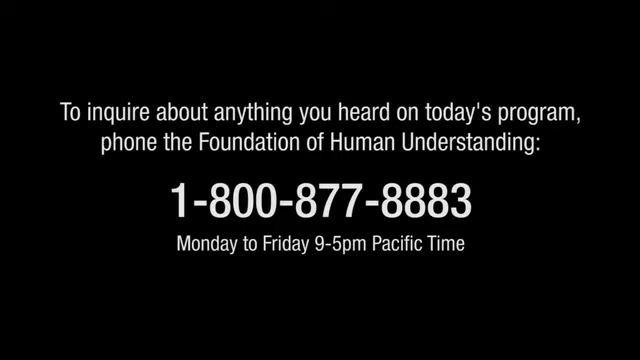 To inquire about anything you heard on today's program,
phone the Foundation of Human Understanding:
1-800-877-8883
Monday to Friday 9-5pm Pacific Time